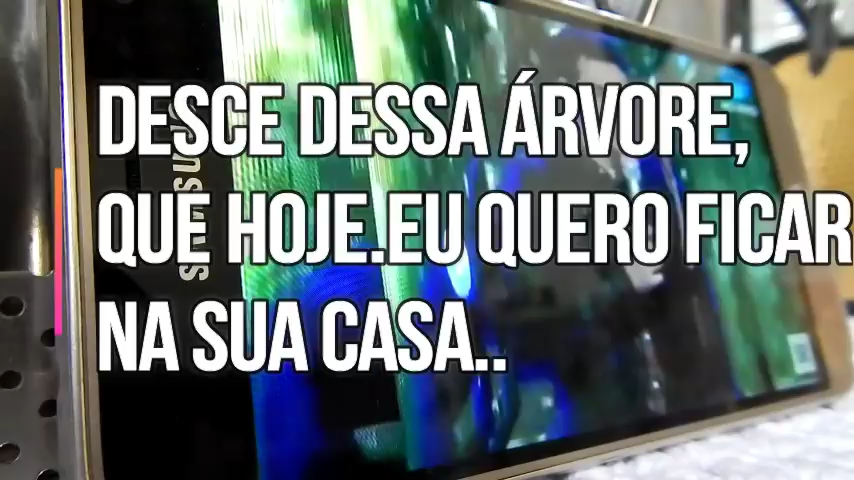 DESCE DESSA ÁRVORE,
QUE HOJE.EU QUERO FICAR
NA SUA CASA..
SAMSUNG